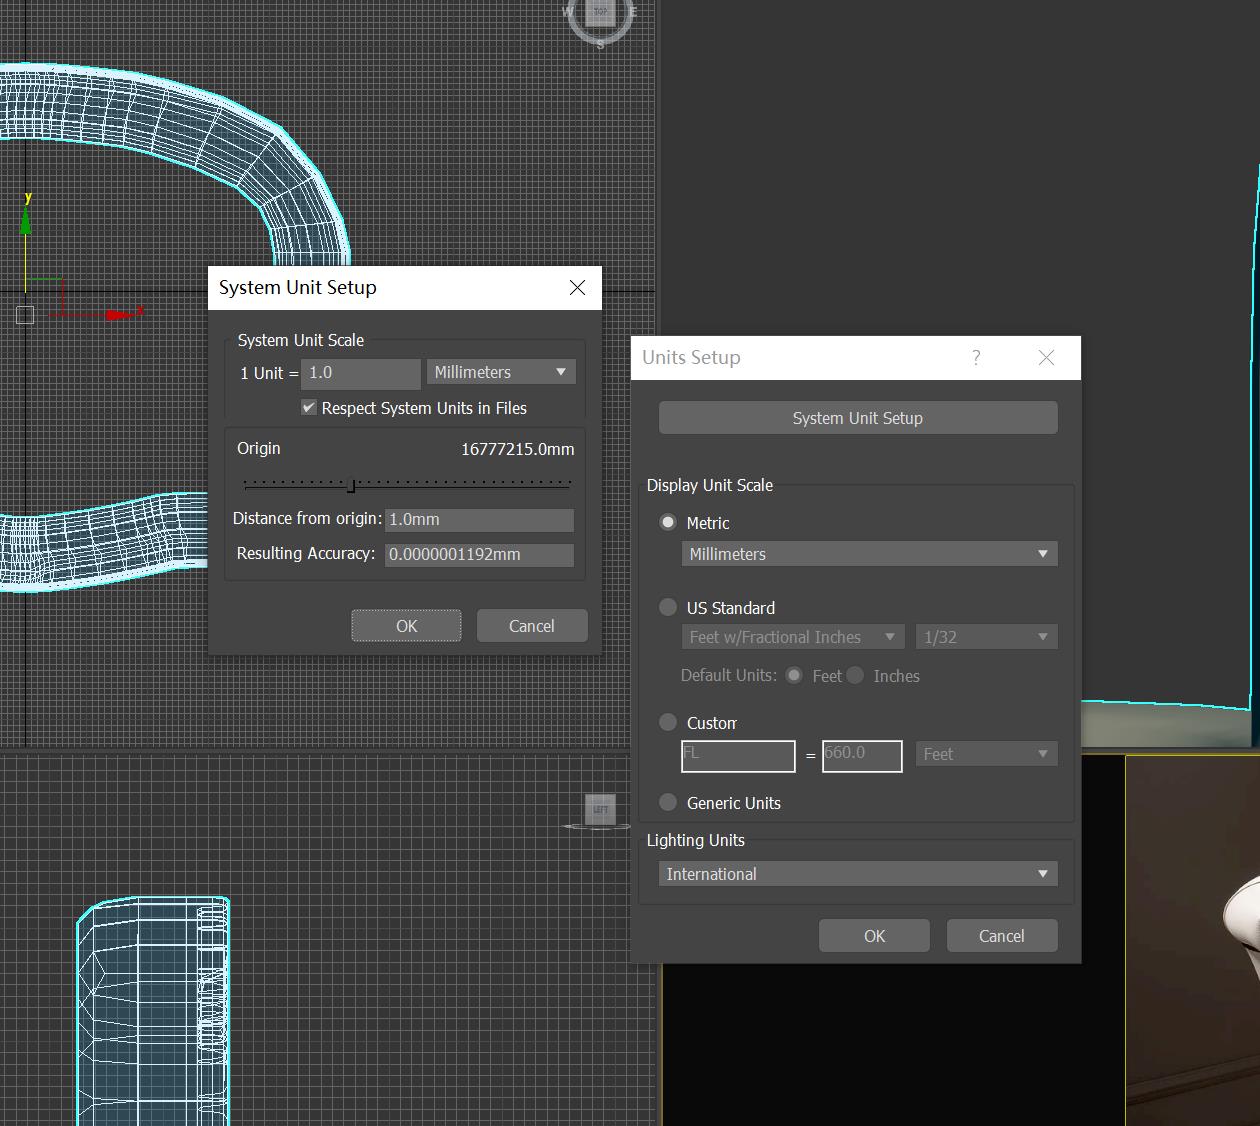 W
TOP
E
S
y
x
System Unit Setup
System Unit Scale
1 Unit = 1.0 Millimeters
Respect System Units in Files
Origin 16777215.0mm
Distance from origin: 1.0mm
Resulting Accuracy: 0.0000001192mm
OK Cancel
Units Setup ?
System Unit Setup
Display Unit Scale
Metric
Millimeters
US Standard
Feet w/Fractional Inches 1/32
Default Units: Feet Inches
Custom
FL = 660.0 Feet
Generic Units
Lighting Units
International
OK Cancel
LEFT